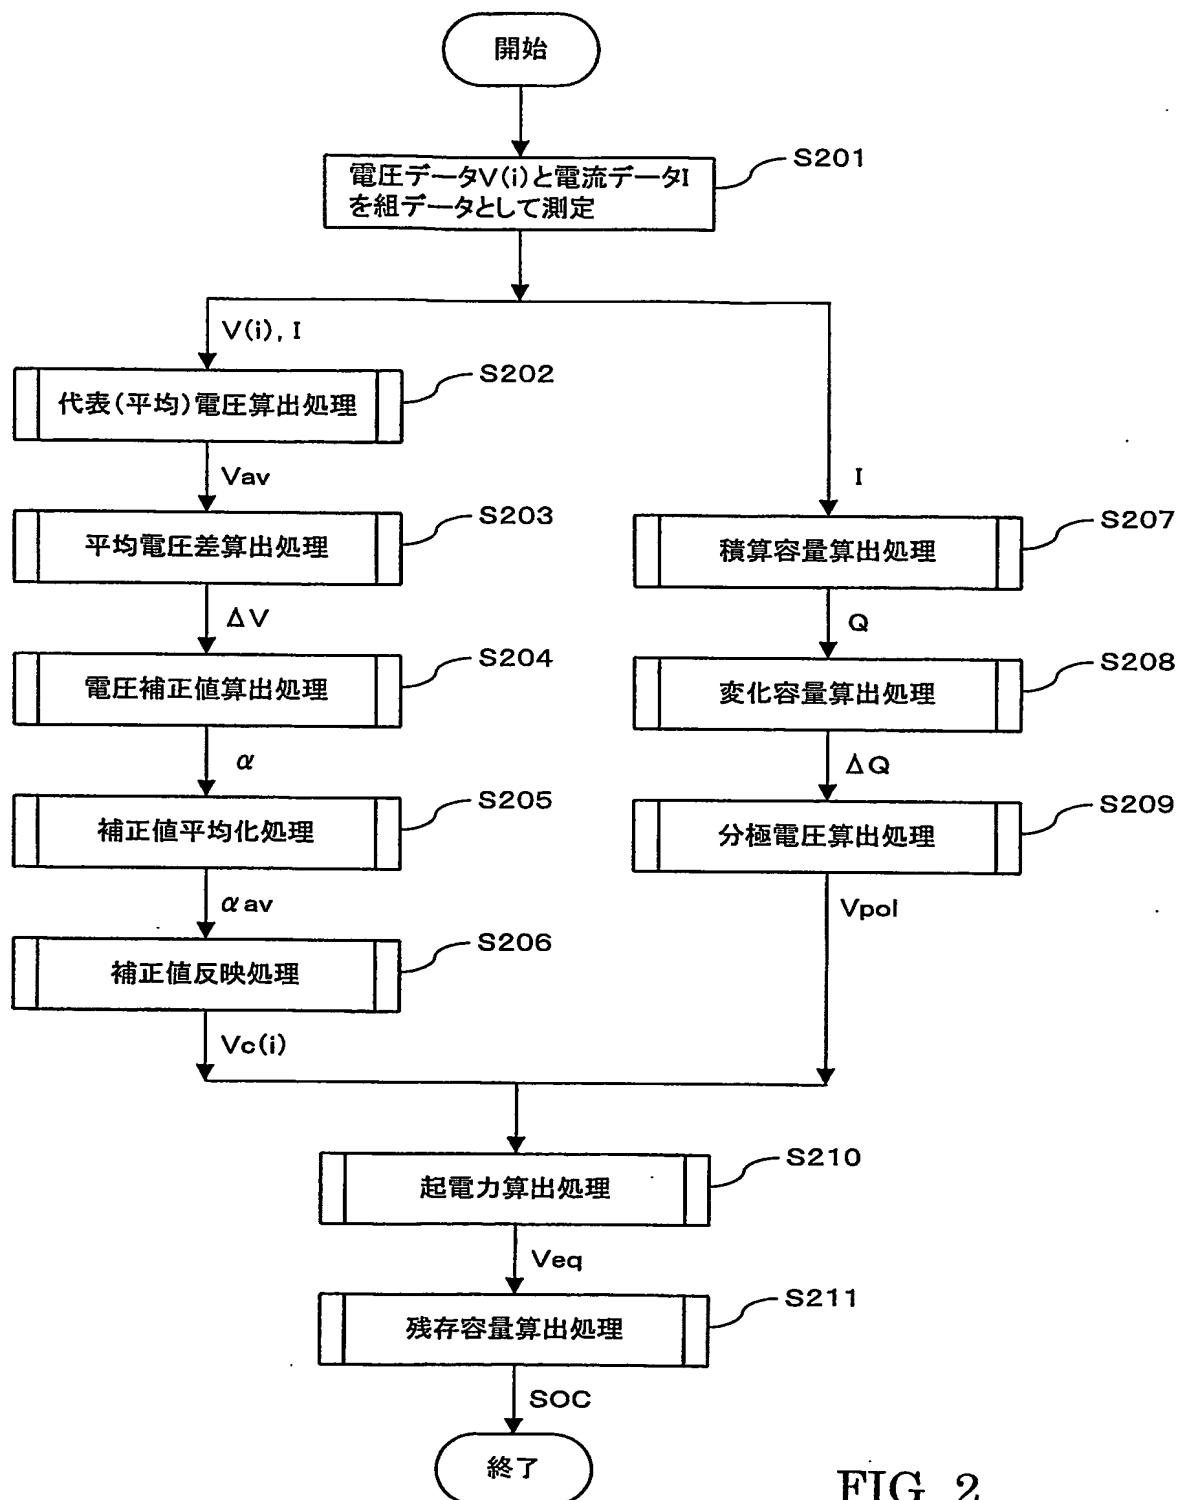 開始
電圧データV(i)と電流データI
を組データとして測定
S201
V(i), I
代表(平均)電圧算出処理
S202
Vav
平均電圧差算出処理
S203
ΔV
電圧補正値算出処理
S204
α
補正値平均化処理
S205
αav
補正値反映処理
S206
Vc(i)
I
積算容量算出処理
S207
Q
変化容量算出処理
S208
ΔQ
分極電圧算出処理
S209
Vpol
起電力算出処理
S210
Veq
残存容量算出処理
S211
SOC
終了
FIG. 2